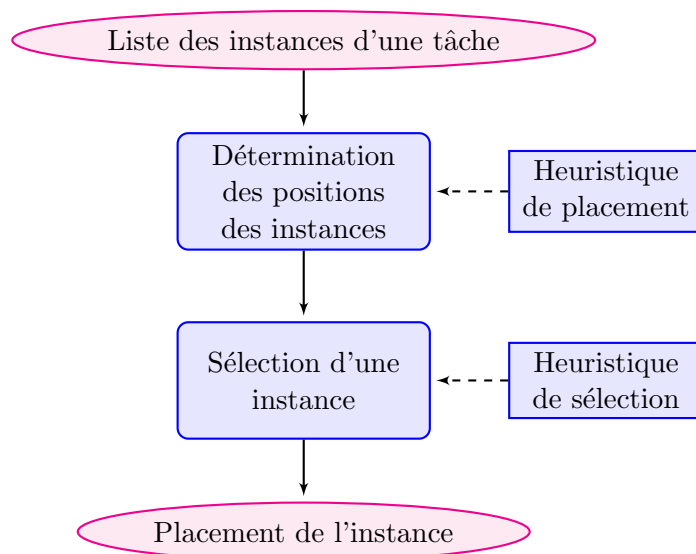 Liste des instances d'une tâche
Détermination
des positions
des instances
Heuristique
de placement
Sélection d'une
instance
Heuristique
de sélection
Placement de l'instance